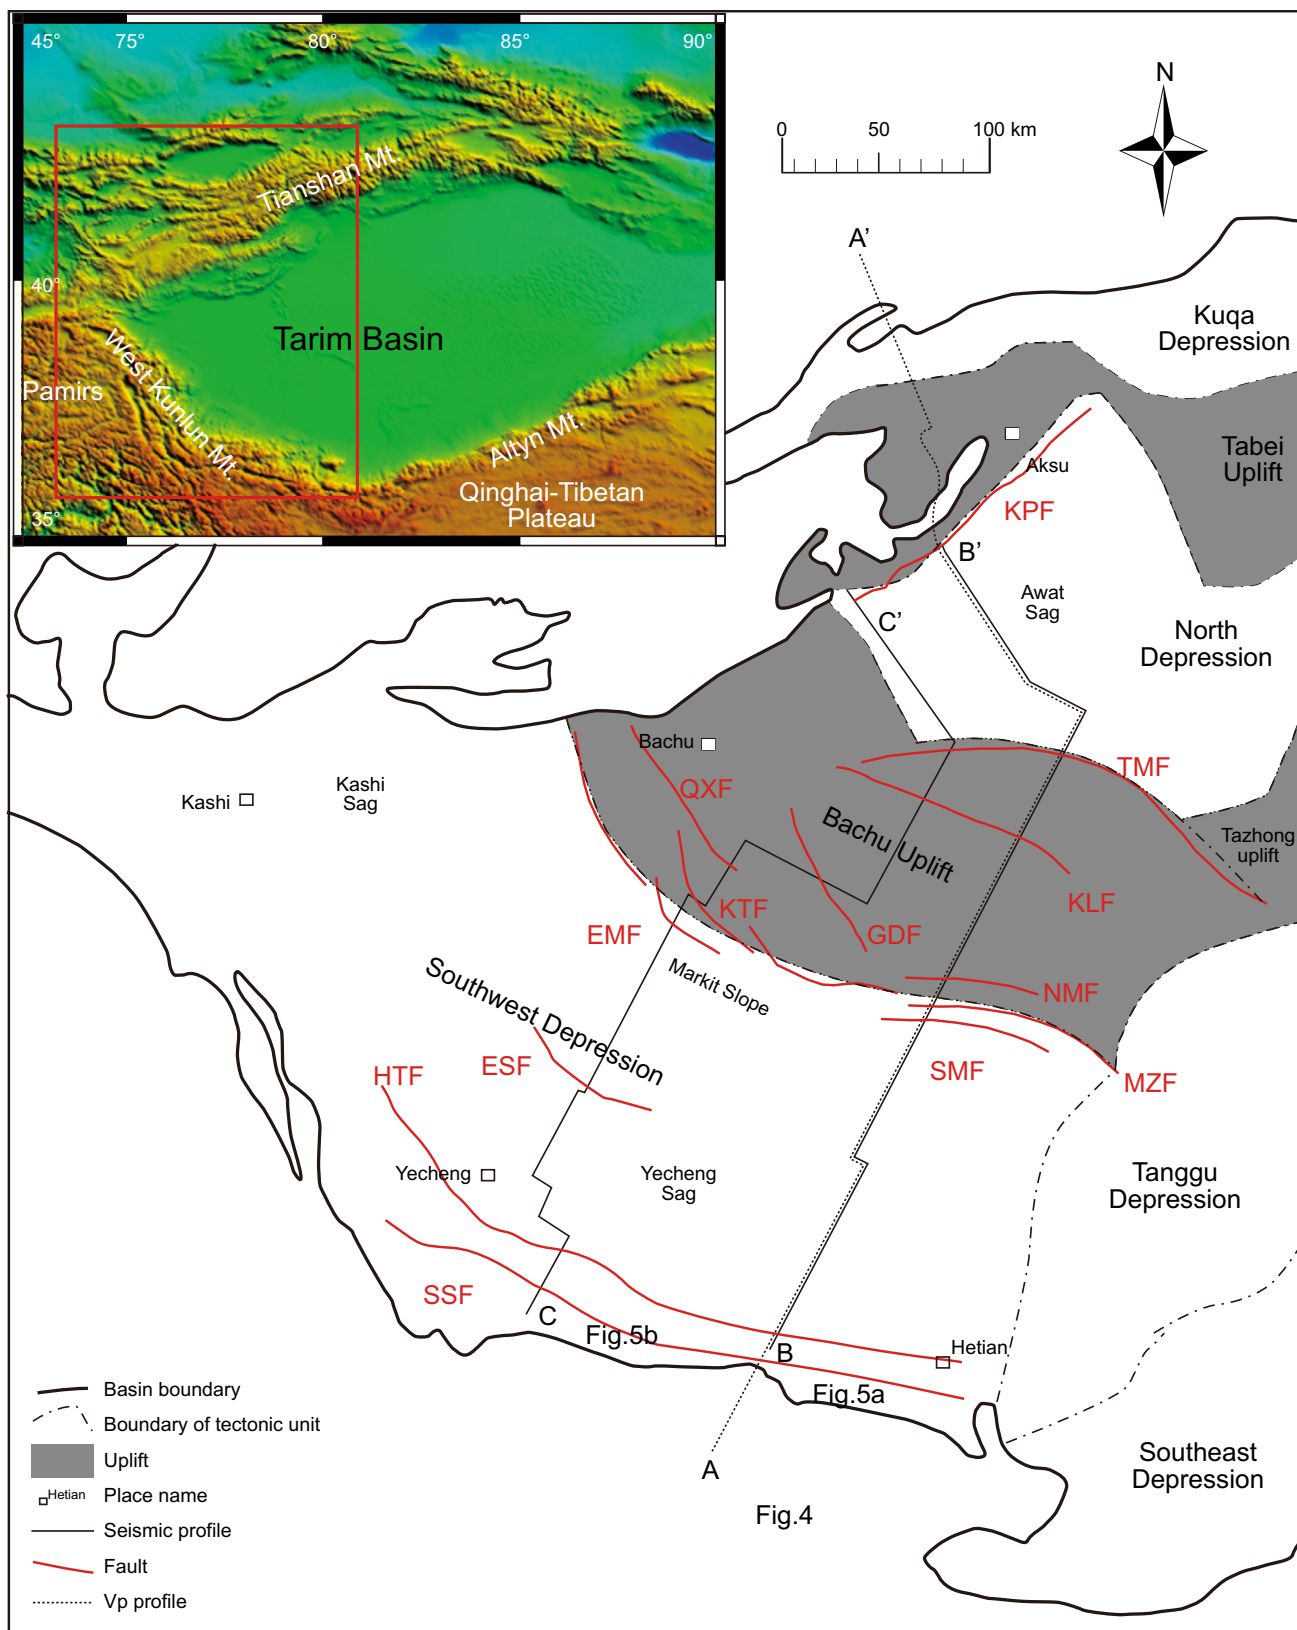 45° 75° 80° 85° 90°
40°
35°
Tianshan Mt.
Tarim Basin
West Kunlun Mt.
Pamirs
Altyn Mt.
Qinghai-Tibetan
Plateau
0 50 100 km
N
A’
Kuqa
Depression
Tabei
Uplift
Aksu
KPF
B’
Awat
Sag
C’
North
Depression
Bachu
Kashi
Kashi
Sag
QXF
TMF
Bachu Uplift
Tazhong
uplift
KTF
KLF
EMF
GDF
Markit Slope
NMF
Southwest Depression
HTF
ESF
SMF
MZF
Yecheng
Yecheng
Sag
Tanggu
Depression
SSF
C
Fig.5b
B
Hetian
Fig.5a
A
Fig.4
Southeast
Depression
Basin boundary
Boundary of tectonic unit
Uplift
Hetian Place name
Seismic profile
Fault
Vp profile